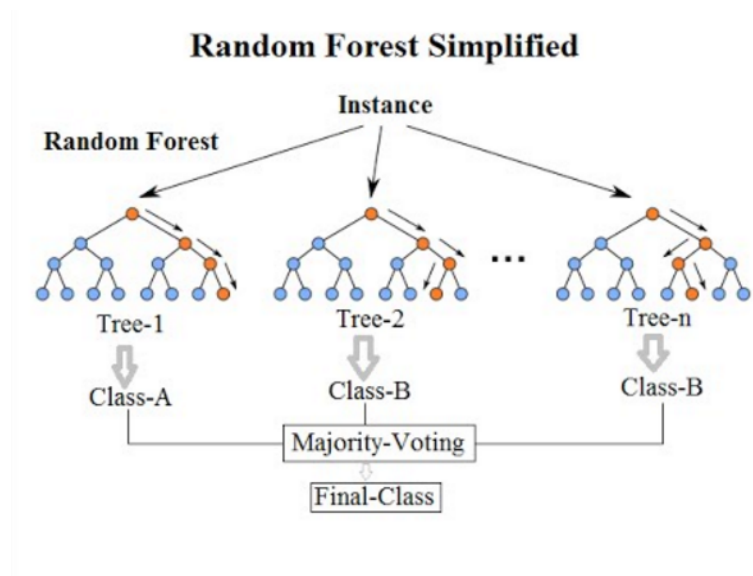 Random Forest Simplified
Instance
Random Forest
...
Tree-1
Tree-2
Tree-n
Class-A
Class-B
Class-B
Majority-Voting
Final-Class